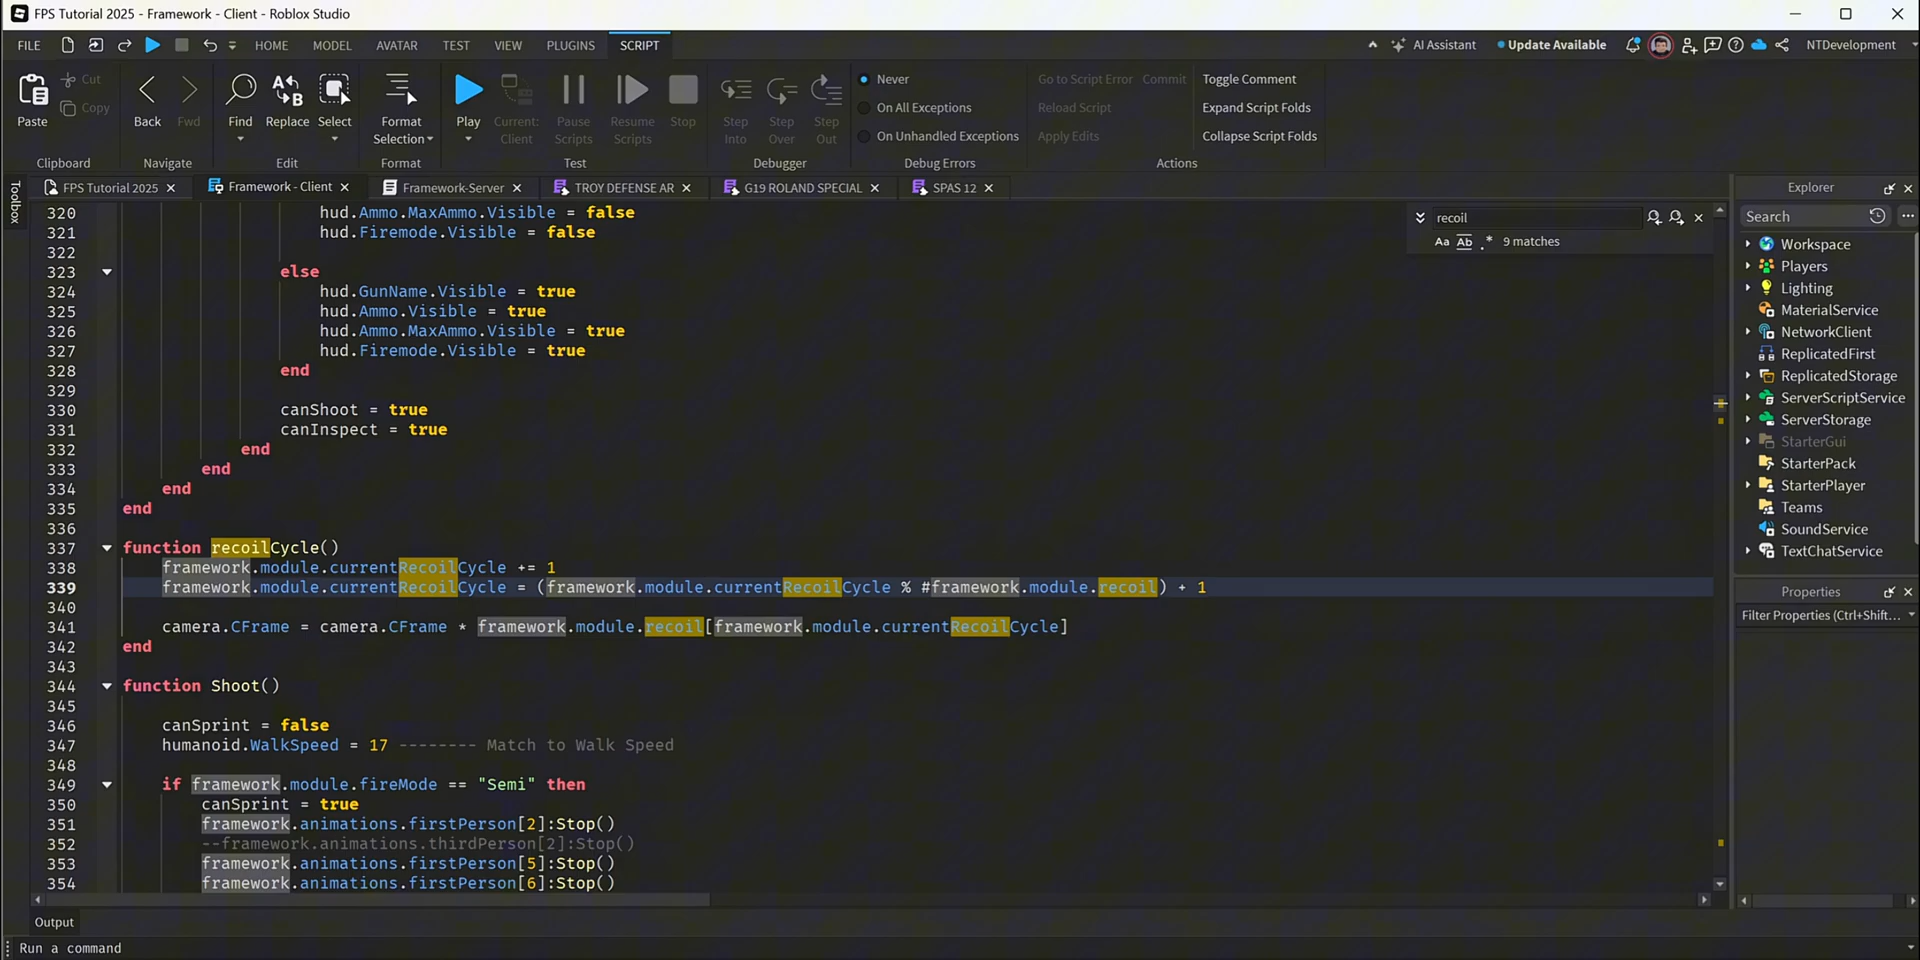 FPS Tutorial 2025 - Framework - Client - Roblox Studio
FILE HOME MODEL AVATAR TEST VIEW PLUGINS SCRIPT AI Assistant Update Available NTDevelopment
Paste Cut Copy Back Fwd Find Replace Select Format Selection Play Current: Client Pause Scripts Resume Scripts Stop Step Into Step Over Step Out
Never Go to Script Error Commit Toggle Comment
On All Exceptions Reload Script Expand Script Folds
On Unhandled Exceptions Apply Edits Collapse Script Folds
Clipboard Navigate Edit Format Test Debugger Debug Errors Actions
Toolbox
FPS Tutorial 2025 Framework - Client Framework-Server TROY DEFENSE AR G19 ROLAND SPECIAL SPAS 12
recoil
Aa Ab .* 9 matches
320 hud.Ammo.MaxAmmo.Visible = false
321 hud.Firemode.Visible = false
322
323 else
324 hud.GunName.Visible = true
325 hud.Ammo.Visible = true
326 hud.Ammo.MaxAmmo.Visible = true
327 hud.Firemode.Visible = true
328 end
329
330 canShoot = true
331 canInspect = true
332 end
333 end
334 end
335 end
336
337 function recoilCycle()
338 framework.module.currentRecoilCycle += 1
339 framework.module.currentRecoilCycle = (framework.module.currentRecoilCycle % #framework.module.recoil) + 1
340
341 camera.CFrame = camera.CFrame * framework.module.recoil[framework.module.currentRecoilCycle]
342 end
343
344 function Shoot()
345
346 canSprint = false
347 humanoid.WalkSpeed = 17 -------- Match to Walk Speed
348
349 if framework.module.fireMode == "Semi" then
350 canSprint = true
351 framework.animations.firstPerson[2]:Stop()
352 --framework.animations.thirdPerson[2]:Stop()
353 framework.animations.firstPerson[5]:Stop()
354 framework.animations.firstPerson[6]:Stop()
Explorer
Search
Workspace
Players
Lighting
MaterialService
NetworkClient
ReplicatedFirst
ReplicatedStorage
ServerScriptService
ServerStorage
StarterGui
StarterPack
StarterPlayer
Teams
SoundService
TextChatService
Properties
Filter Properties (Ctrl+Shift...
Output
Run a command